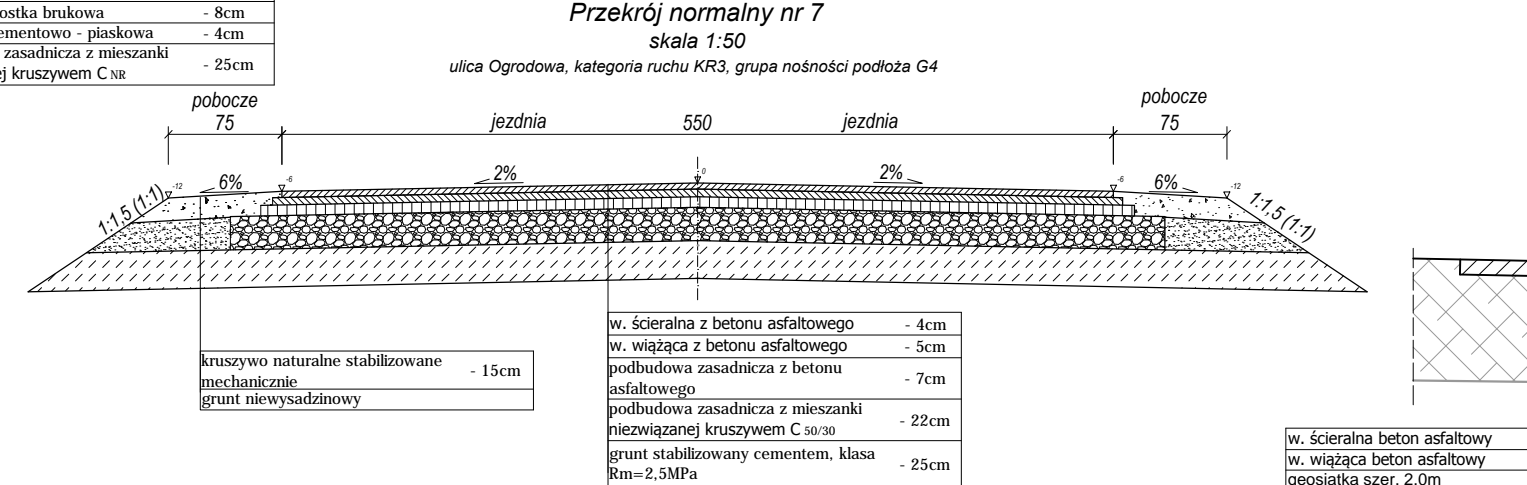 ostka brukowa - 8cm
ementowo - piaskowa - 4cm
zasadnicza z mieszanki
ej kruszywem C NR - 25cm
Przekrój normalny nr 7
skala 1:50
ulica Ogrodowa, kategoria ruchu KR3, grupa nośności podłoża G4
pobocze
75
jezdnia 550 jezdnia
pobocze
75
-12 6% -6 2% 0 2% -6 6% -12
1:1,5 (1:1)
1:1,5 (1:1)
kruszywo naturalne stabilizowane
mechanicznie - 15cm
grunt niewysadzinowy
w. ścieralna z betonu asfaltowego - 4cm
w. wiążąca z betonu asfaltowego - 5cm
podbudowa zasadnicza z betonu
asfaltowego - 7cm
podbudowa zasadnicza z mieszanki
niezwiązanej kruszywem C 50/30 - 22cm
grunt stabilizowany cementem, klasa
Rm=2,5MPa - 25cm
w. ścieralna beton asfaltowy
w. wiążąca beton asfaltowy
geosiatka szer. 2,0m